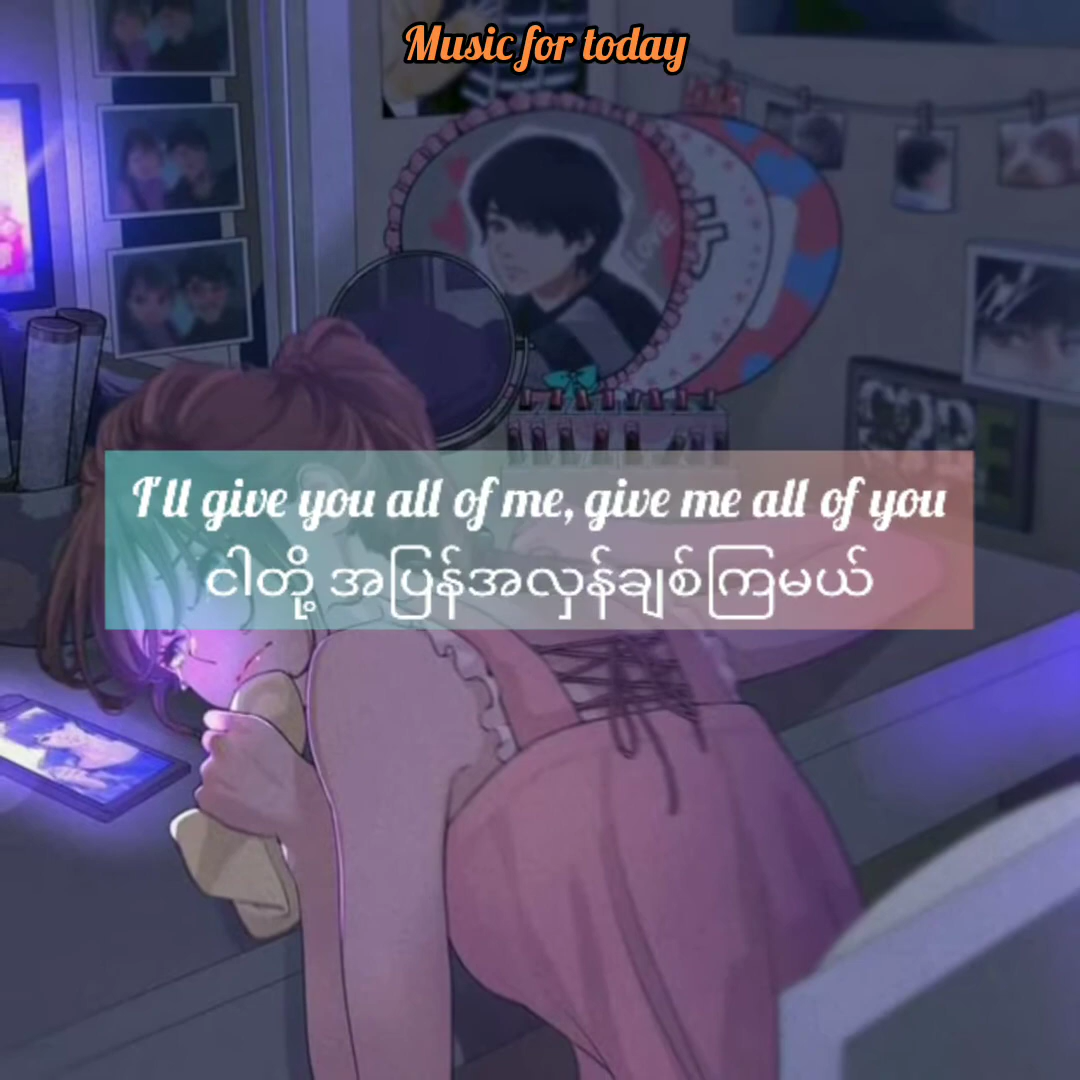 Music for today
LOVE
I'll give you all of me, give me all of you
ငါတို့ အပြန်အလှန်ချစ်ကြမယ်